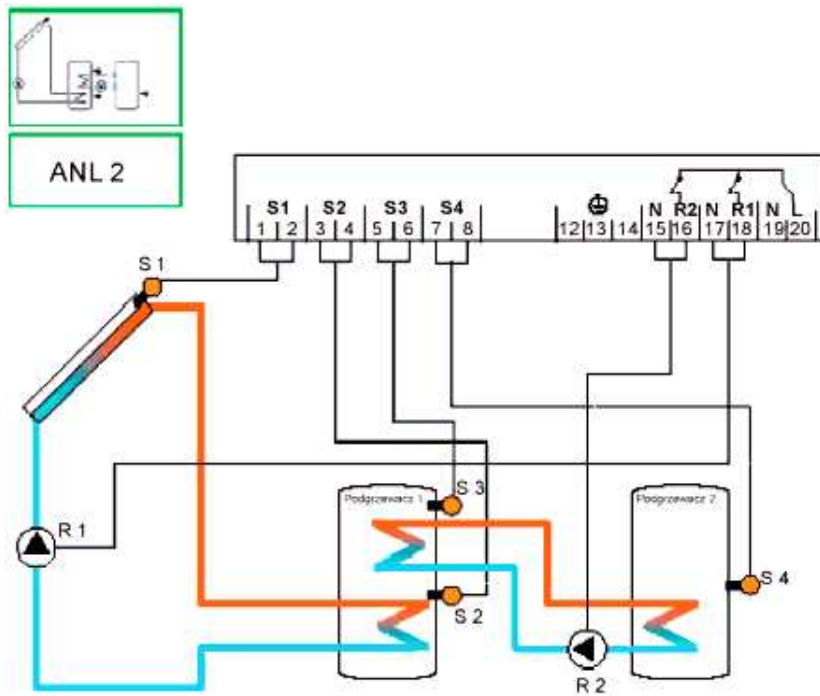 ANL 2
S1 S2 S3 S4 N R2 N R1 N L
1 2 3 4 5 6 7 8 12 13 14 15 16 17 18 19 20
S 1
Podgrzewacz 1
S 3
Podgrzewacz 2
R 1
S 4
S 2
R 2